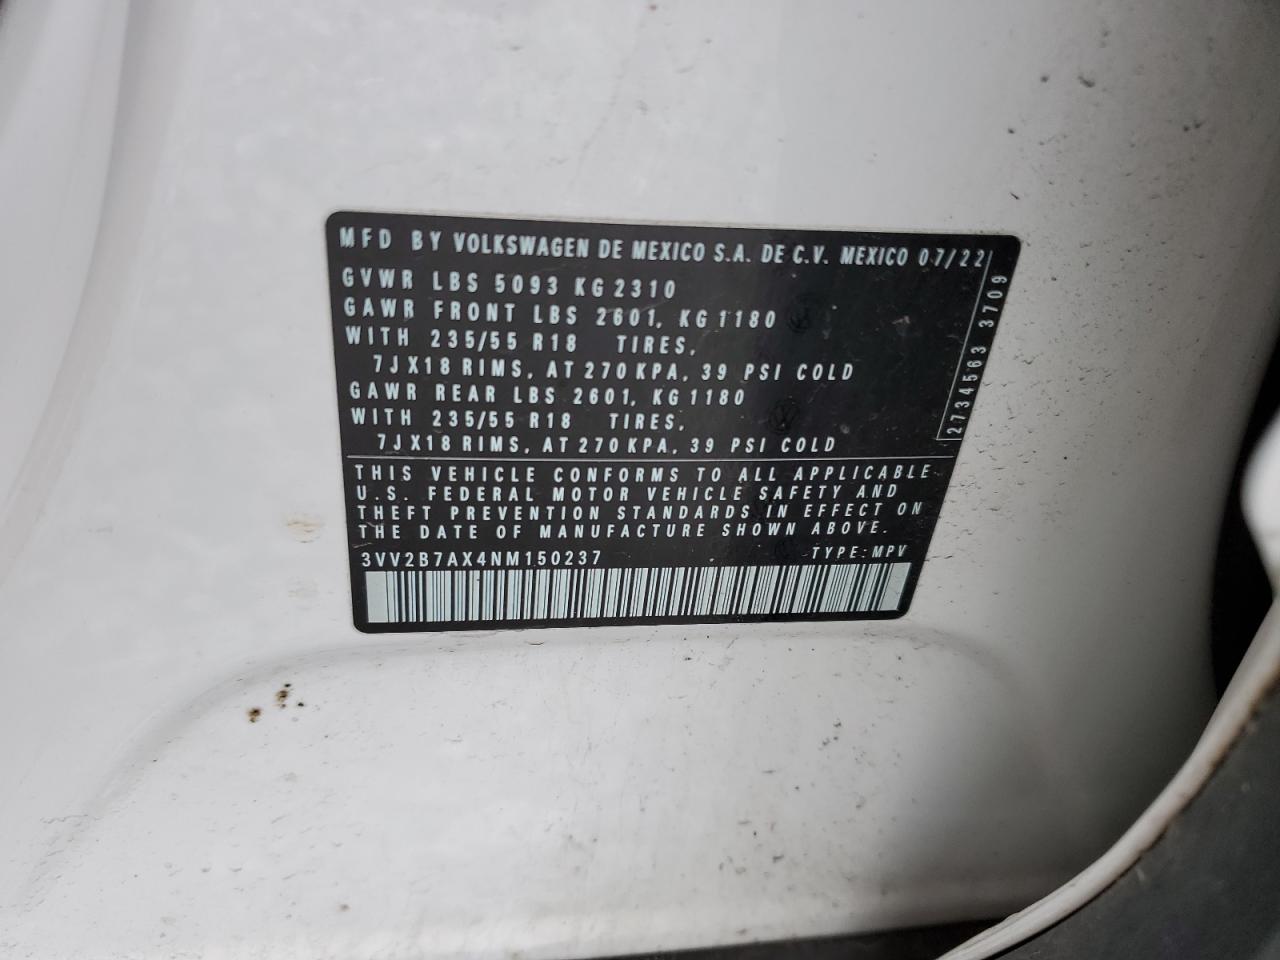 MFD BY VOLKSWAGEN DE MEXICO S.A. DE C.V. MEXICO 07/22
GVWR LBS 5093 KG 2310
GAWR FRONT LBS 2601, KG 1180
WITH 235/55 R18 TIRES,
7JX18 RIMS, AT 270 KPA, 39 PSI COLD
GAWR REAR LBS 2601, KG 1180
WITH 235/55 R18 TIRES,
7JX18 RIMS, AT 270 KPA, 39 PSI COLD
2734563 3709
THIS VEHICLE CONFORMS TO ALL APPLICABLE
U.S. FEDERAL MOTOR VEHICLE SAFETY AND
THEFT PREVENTION STANDARDS IN EFFECT ON
THE DATE OF MANUFACTURE SHOWN ABOVE.
3VV2B7AX4NM150237 TYPE: MPV